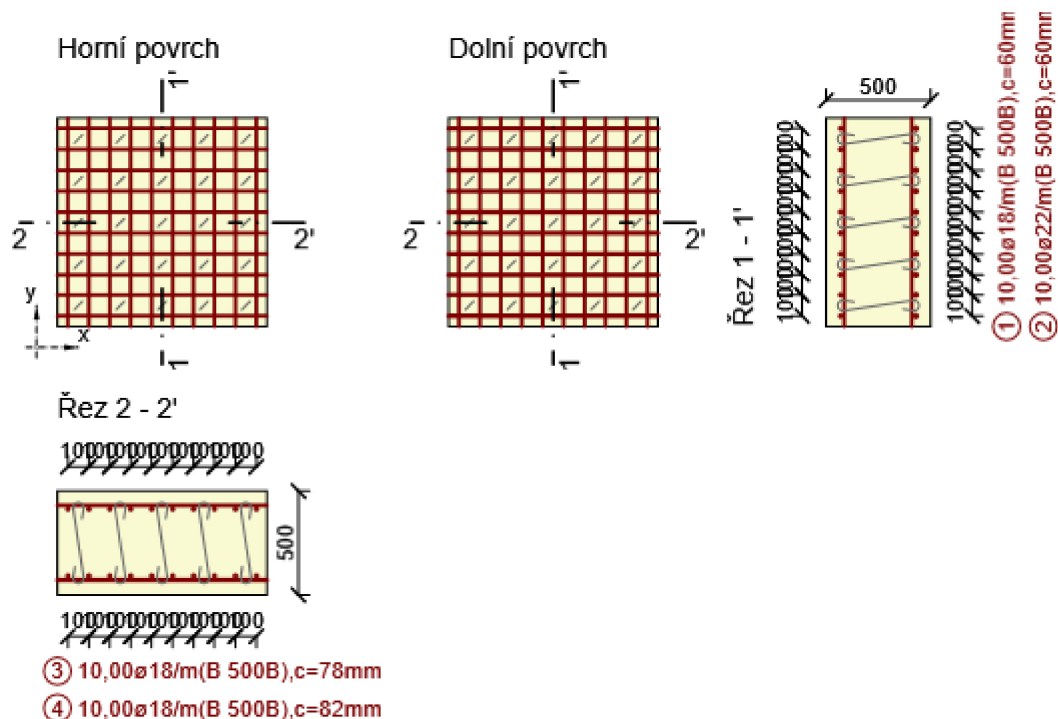 Horní povrch
Dolní povrch
1'
1'
500
2
2'
2
2'
y
x
1
1
Řez 1 - 1'
① 10,00ø18/m(B 500B),c=60mm
② 10,00ø22/m(B 500B),c=60mm
Řez 2 - 2'
500
③ 10,00ø18/m(B 500B),c=78mm
④ 10,00ø18/m(B 500B),c=82mm